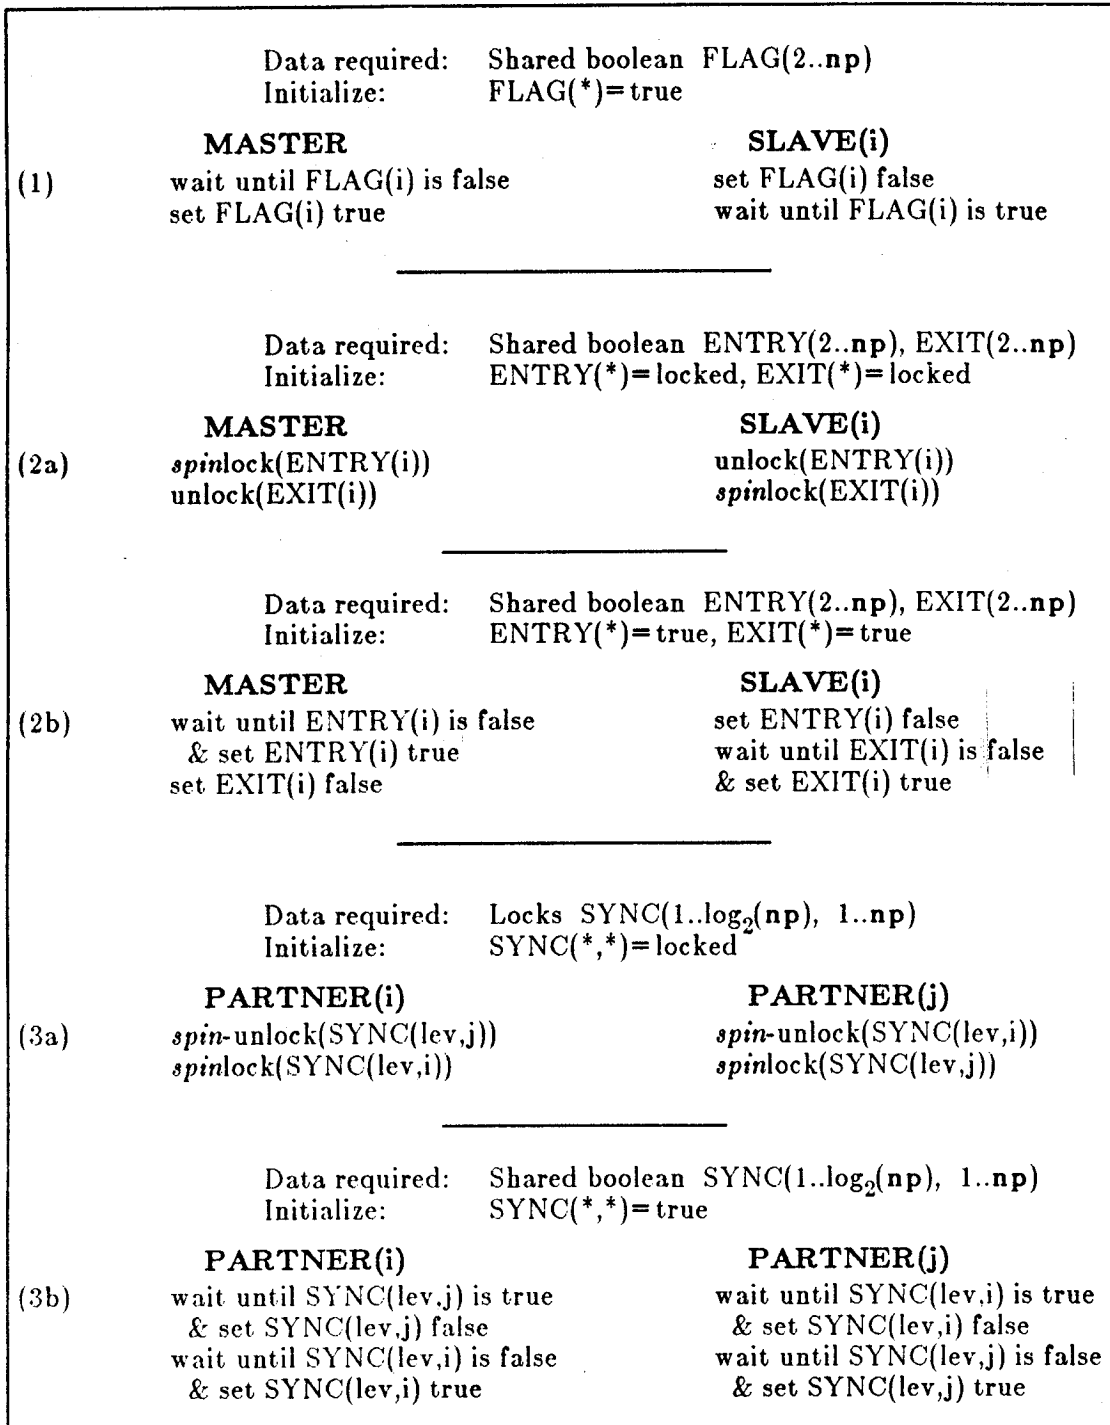 Data required: Shared boolean FLAG(2..np)
Initialize: FLAG(*)=true
MASTER SLAVE(i)
(1) wait until FLAG(i) is false set FLAG(i) false
set FLAG(i) true wait until FLAG(i) is true
Data required: Shared boolean ENTRY(2..np), EXIT(2..np)
Initialize: ENTRY(*)=locked, EXIT(*)=locked
MASTER SLAVE(i)
(2a) spinlock(ENTRY(i)) unlock(ENTRY(i))
unlock(EXIT(i)) spinlock(EXIT(i))
Data required: Shared boolean ENTRY(2..np), EXIT(2..np)
Initialize: ENTRY(*)=true, EXIT(*)=true
MASTER SLAVE(i)
(2b) wait until ENTRY(i) is false set ENTRY(i) false
& set ENTRY(i) true wait until EXIT(i) is false
set EXIT(i) false & set EXIT(i) true
Data required: Locks SYNC(1..log₂(np), 1..np)
Initialize: SYNC(*,*)=locked
PARTNER(i) PARTNER(j)
(3a) spin-unlock(SYNC(lev,j)) spin-unlock(SYNC(lev,i))
spinlock(SYNC(lev,i)) spinlock(SYNC(lev,j))
Data required: Shared boolean SYNC(1..log₂(np), 1..np)
Initialize: SYNC(*,*)=true
PARTNER(i) PARTNER(j)
(3b) wait until SYNC(lev,j) is true wait until SYNC(lev,i) is true
& set SYNC(lev,j) false & set SYNC(lev,i) false
wait until SYNC(lev,i) is false wait until SYNC(lev,j) is false
& set SYNC(lev,i) true & set SYNC(lev,j) true